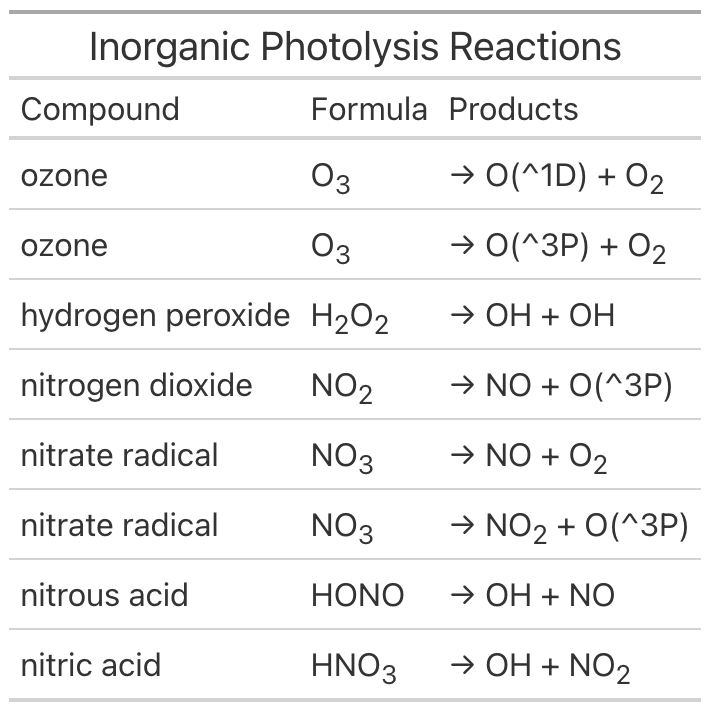 Inorganic Photolysis Reactions
Compound Formula Products
ozone O₃ → O(^1D) + O₂
ozone O₃ → O(^3P) + O₂
hydrogen peroxide H₂O₂ → OH + OH
nitrogen dioxide NO₂ → NO + O(^3P)
nitrate radical NO₃ → NO + O₂
nitrate radical NO₃ → NO₂ + O(^3P)
nitrous acid HONO → OH + NO
nitric acid HNO₃ → OH + NO₂